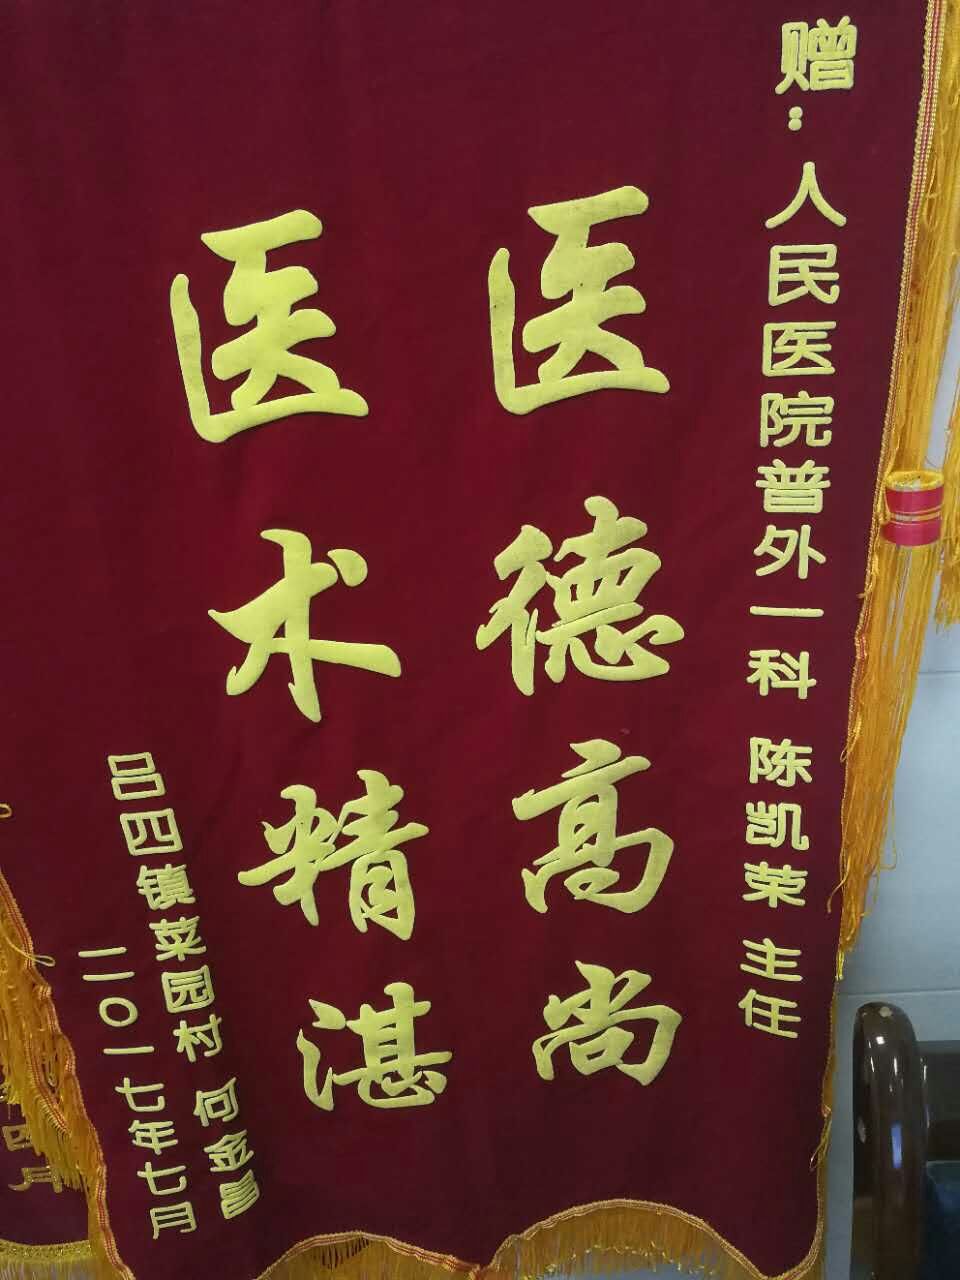 赠：人民医院普外一科 陈凯荣 主任
医德高尚
医术精湛
吕四镇菜园村 何金昌
二〇一七年七月
四月